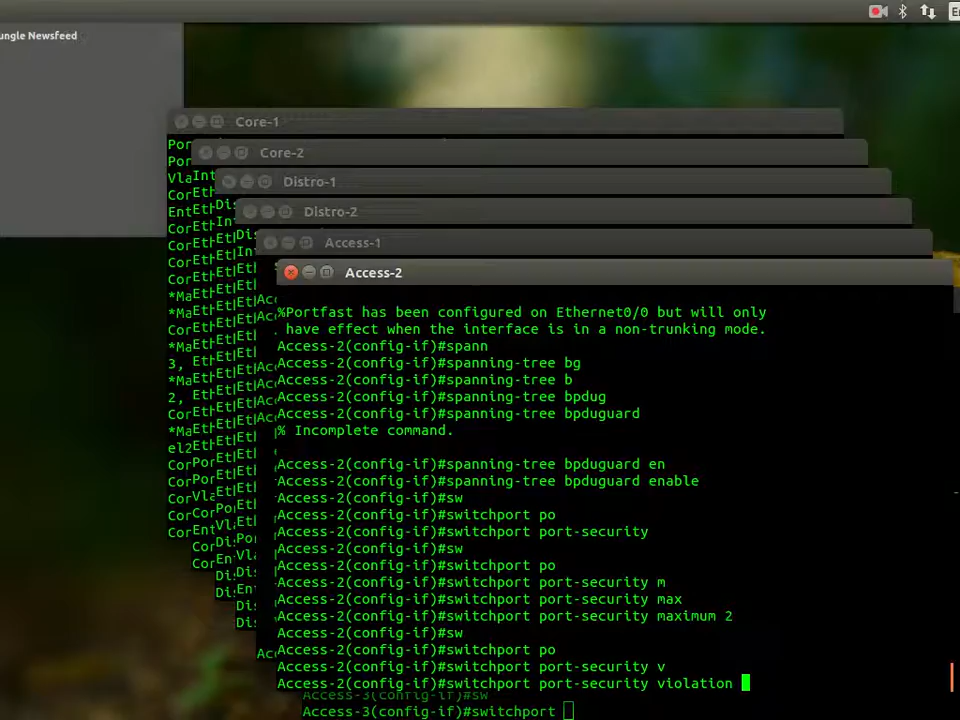 ungle Newsfeed
Core-1
Core-2
Distro-1
Distro-2
Access-1
Access-2
%Portfast has been configured on Ethernet0/0 but will only
have effect when the interface is in a non-trunking mode.
Access-2(config-if)#spann
Access-2(config-if)#spanning-tree bg
Access-2(config-if)#spanning-tree b
Access-2(config-if)#spanning-tree bpdug
Access-2(config-if)#spanning-tree bpduguard
% Incomplete command.
Access-2(config-if)#spanning-tree bpduguard en
Access-2(config-if)#spanning-tree bpduguard enable
Access-2(config-if)#sw
Access-2(config-if)#switchport po
Access-2(config-if)#switchport port-security
Access-2(config-if)#sw
Access-2(config-if)#switchport po
Access-2(config-if)#switchport port-security m
Access-2(config-if)#switchport port-security max
Access-2(config-if)#switchport port-security maximum 2
Access-2(config-if)#sw
Access-2(config-if)#switchport po
Access-2(config-if)#switchport port-security v
Access-2(config-if)#switchport port-security violation
Access-3(config-if)#sw
Access-3(config-if)#switchport